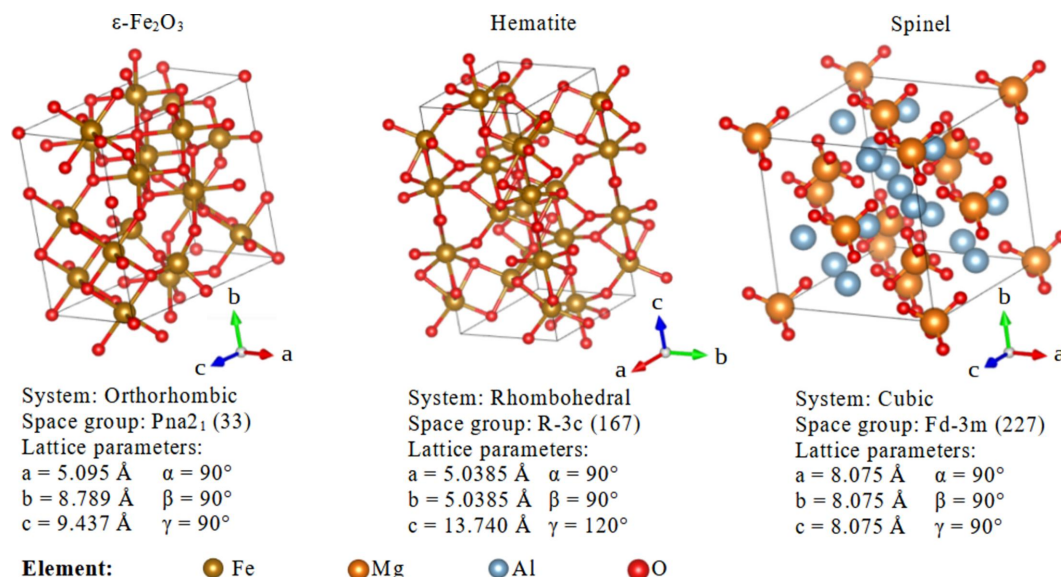 ε-Fe₂O₃
Hematite
Spinel
b
c
a
c
a
b
b
c
a
System: Orthorhombic
Space group: Pna2₁ (33)
Lattice parameters:
a = 5.095 Å α = 90°
b = 8.789 Å β = 90°
c = 9.437 Å γ = 90°
System: Rhombohedral
Space group: R-3c (167)
Lattice parameters:
a = 5.0385 Å α = 90°
b = 5.0385 Å β = 90°
c = 13.740 Å γ = 120°
System: Cubic
Space group: Fd-3m (227)
Lattice parameters:
a = 8.075 Å α = 90°
b = 8.075 Å β = 90°
c = 8.075 Å γ = 90°
Element: Fe Mg Al O